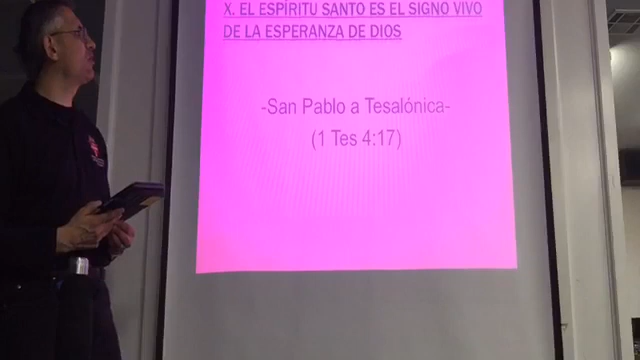 X. EL ESPÍRITU SANTO ES EL SIGNO VIVO
DE LA ESPERANZA DE DIOS
-San Pablo a Tesalónica-
(1 Tes 4:17)